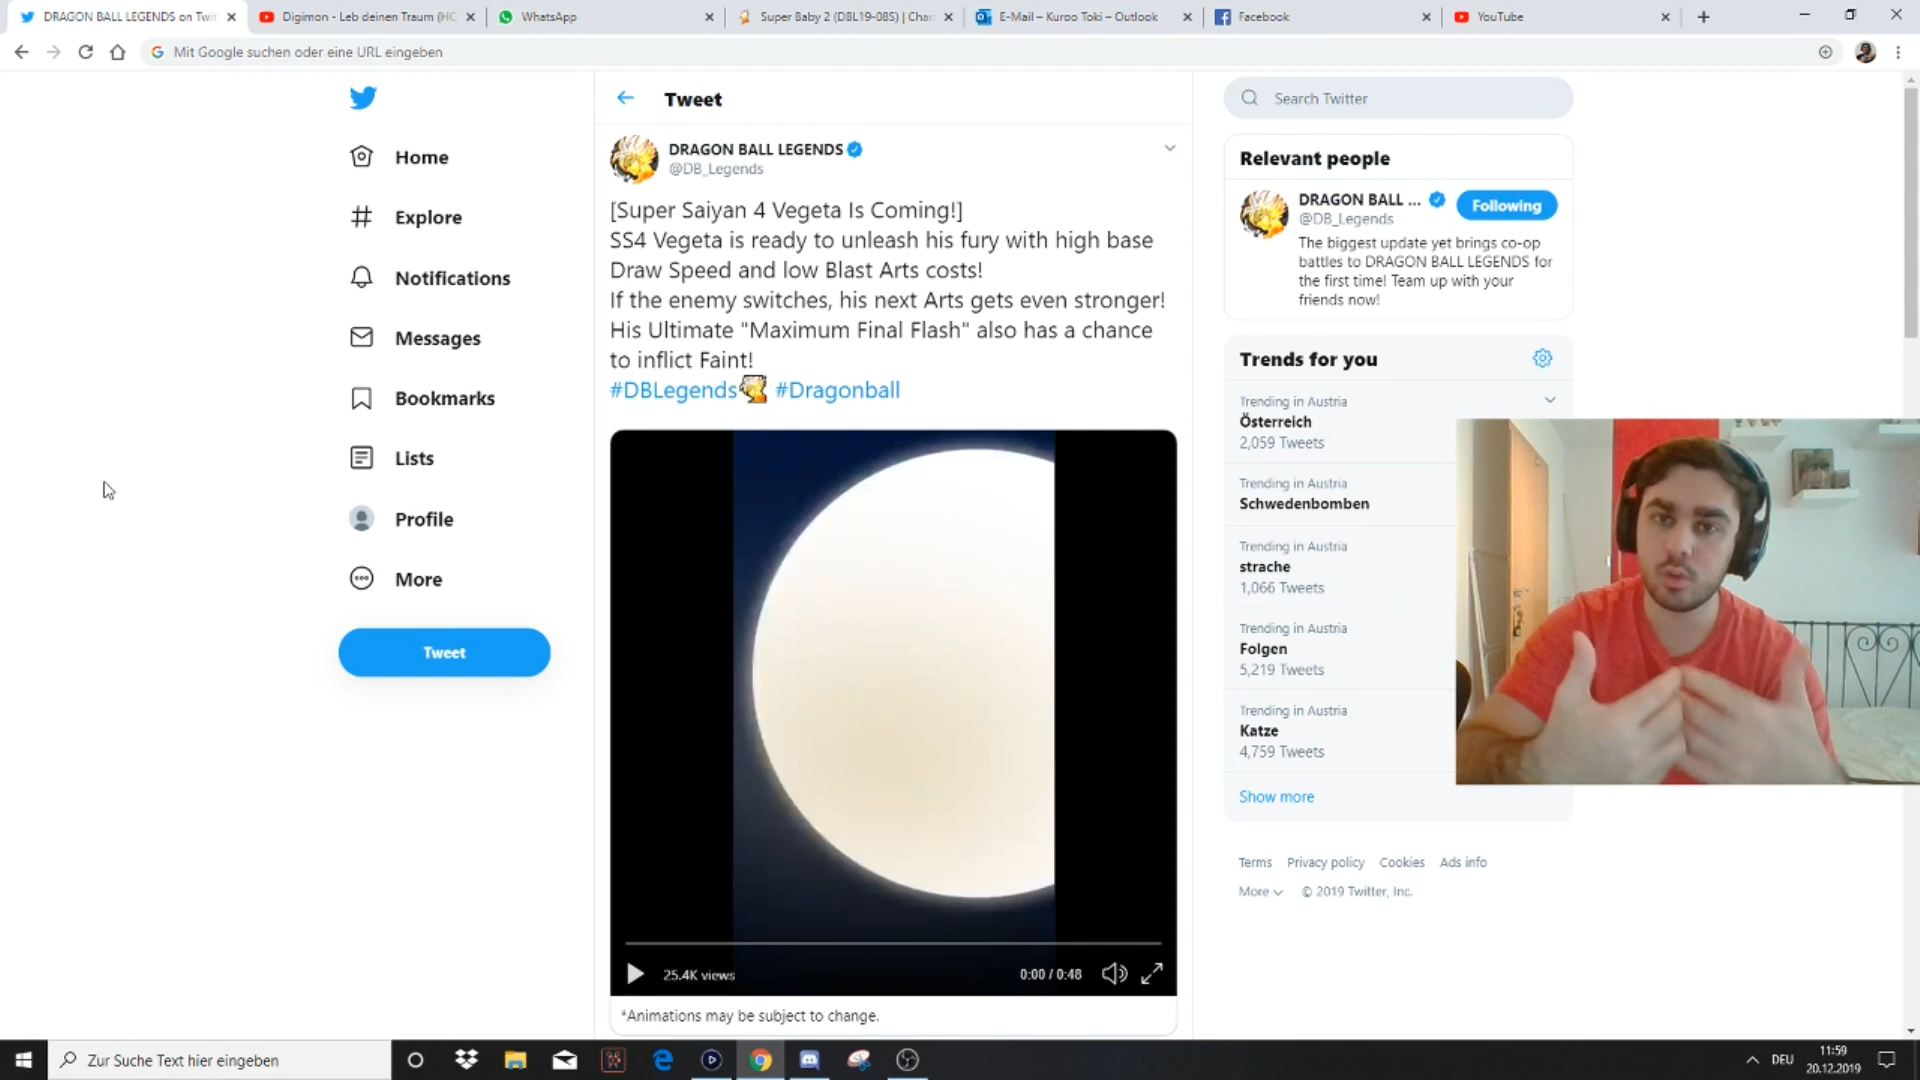 DRAGON BALL LEGENDS on Twit
Digimon - Leb deinen Traum (HC
WhatsApp
Super Baby 2 (DBL19-08S) | Char
E-Mail – Kuroo Toki – Outlook
Facebook
YouTube
Mit Google suchen oder eine URL eingeben
Home
Explore
Notifications
Messages
Bookmarks
Lists
Profile
More
Tweet
Tweet
DRAGON BALL LEGENDS
@DB_Legends
[Super Saiyan 4 Vegeta Is Coming!]
SS4 Vegeta is ready to unleash his fury with high base
Draw Speed and low Blast Arts costs!
If the enemy switches, his next Arts gets even stronger!
His Ultimate "Maximum Final Flash" also has a chance
to inflict Faint!
#DBLegends #Dragonball
25.4K views
0:00 / 0:48
*Animations may be subject to change.
Search Twitter
Relevant people
DRAGON BALL ...
@DB_Legends
Following
The biggest update yet brings co-op
battles to DRAGON BALL LEGENDS for
the first time! Team up with your
friends now!
Trends for you
Trending in Austria
Österreich
2,059 Tweets
Trending in Austria
Schwedenbomben
Trending in Austria
strache
1,066 Tweets
Trending in Austria
Folgen
5,219 Tweets
Trending in Austria
Katze
4,759 Tweets
Show more
Terms Privacy policy Cookies Ads info
More © 2019 Twitter, Inc.
Zur Suche Text hier eingeben
DEU
11:59
20.12.2019